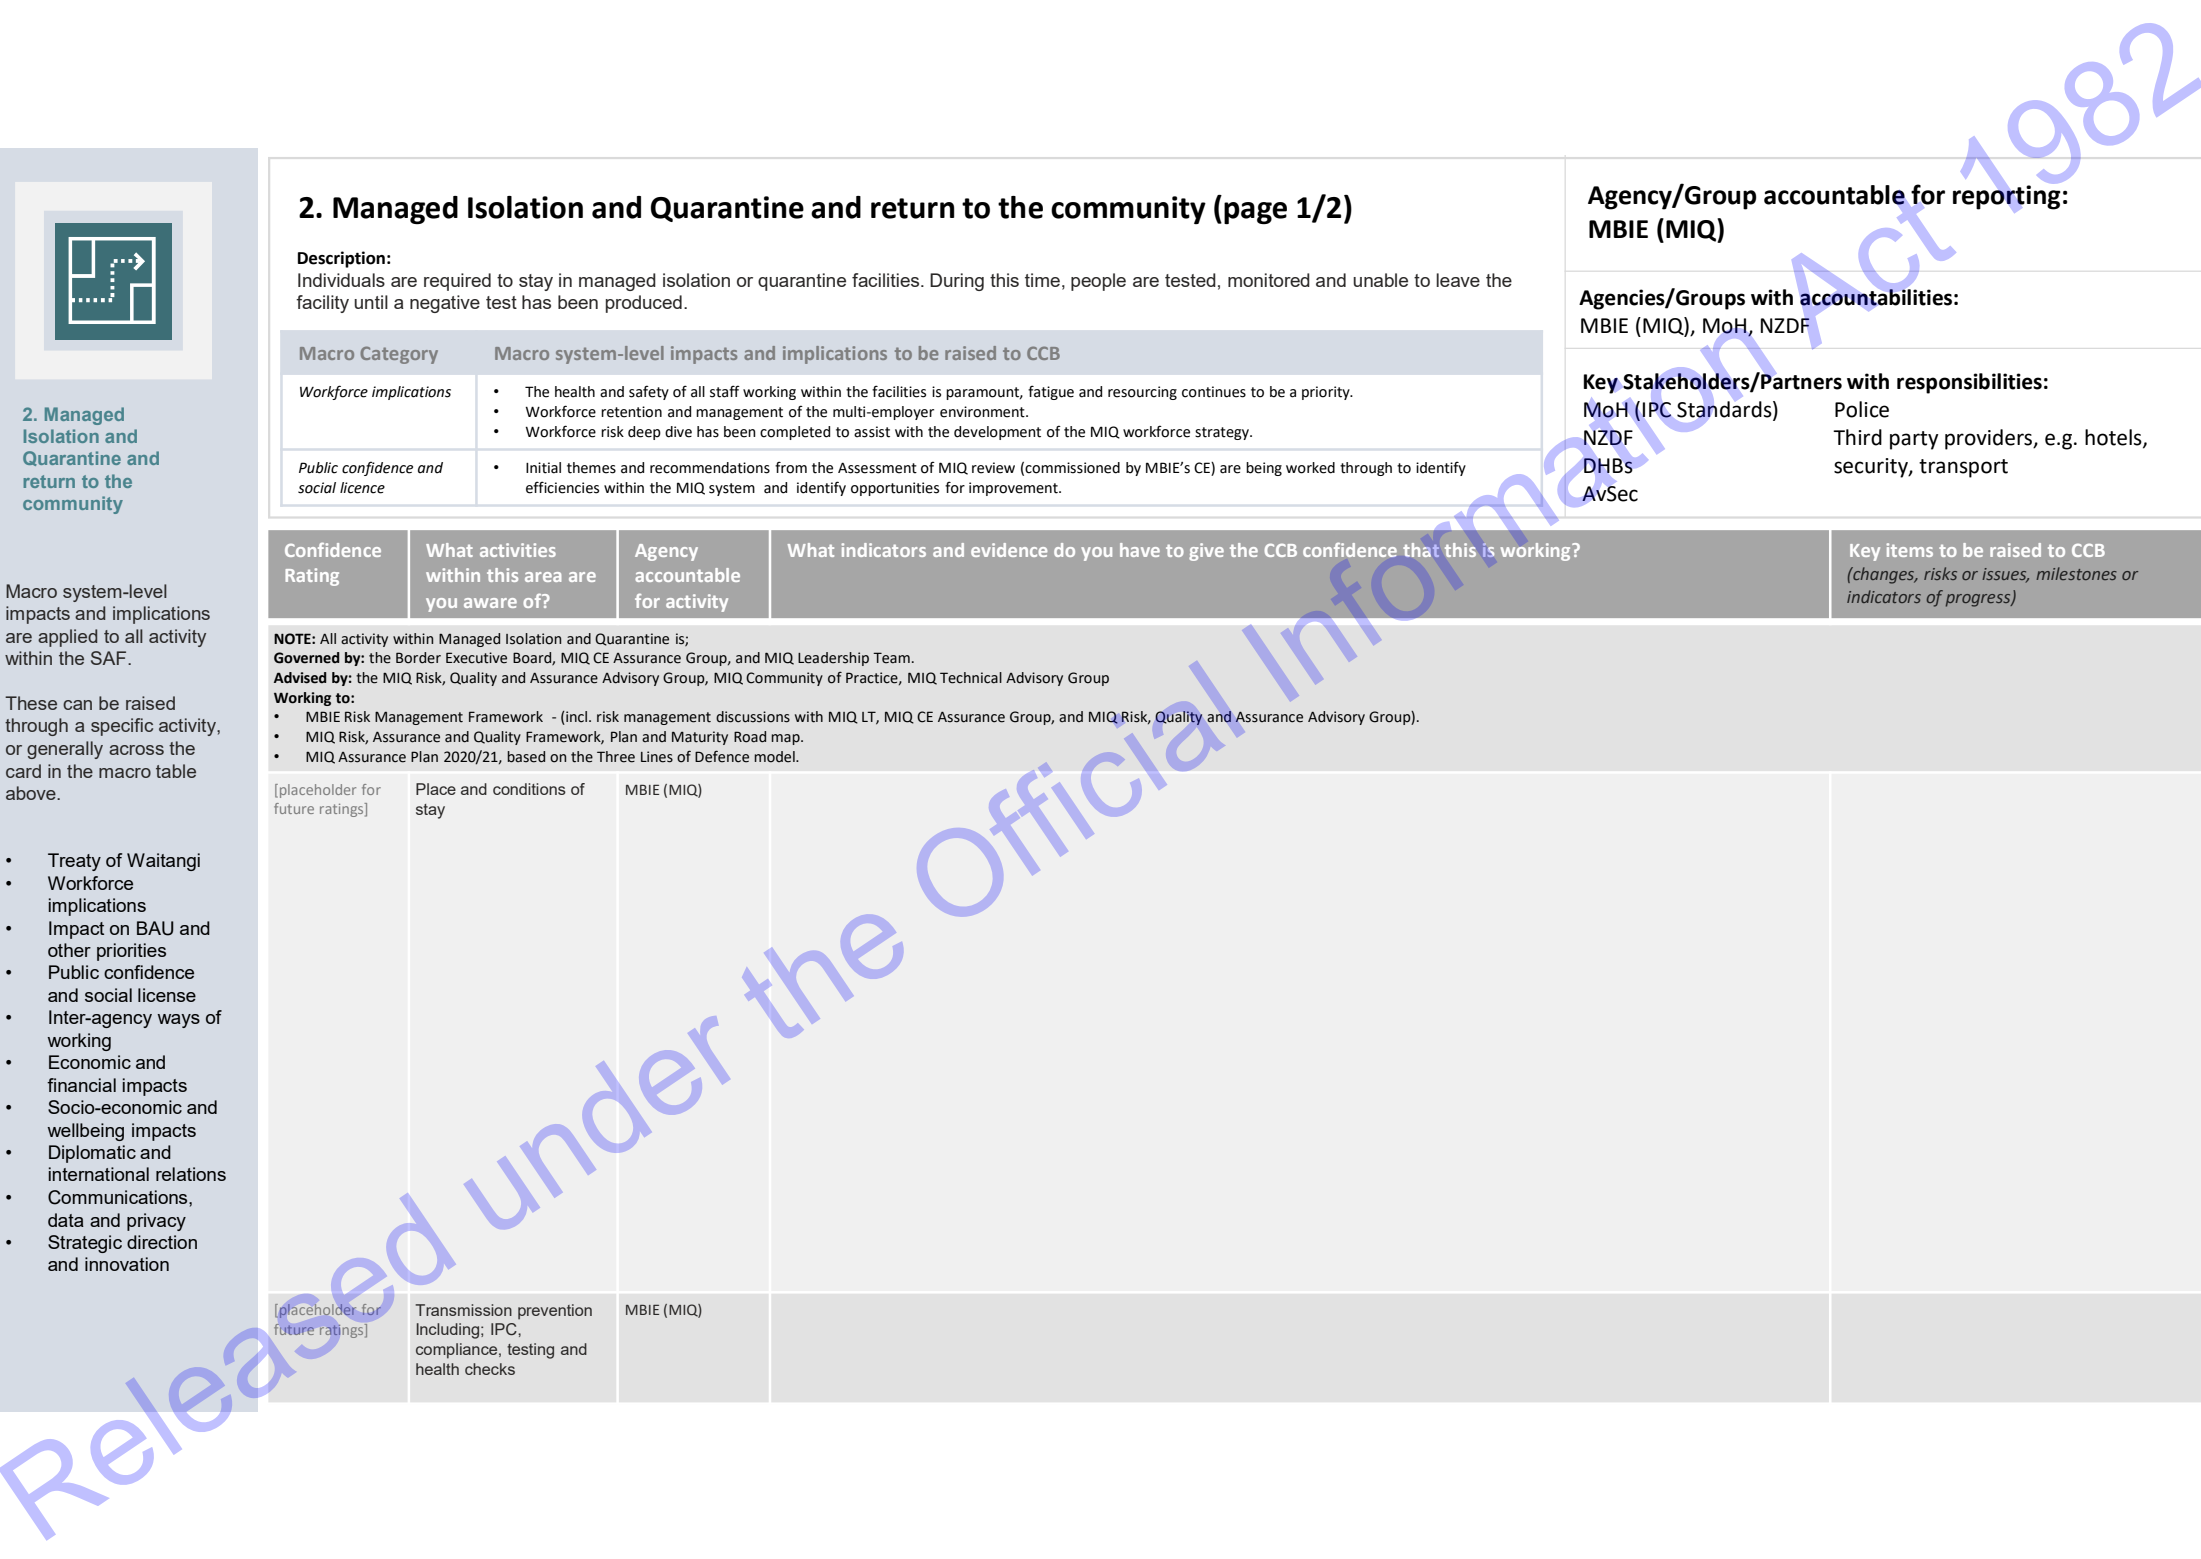 2. Managed
Isolation and
Quarantine and
return to the
community
Macro system-level
impacts and implications
are applied to all activity
within the SAF.
These can be raised
through a specific activity,
or generally across the
card in the macro table
above.
• Treaty of Waitangi
• Workforce
implications
• Impact on BAU and
other priorities
• Public confidence
and social license
• Inter-agency ways of
working
• Economic and
financial impacts
• Socio-economic and
wellbeing impacts
• Diplomatic and
international relations
• Communications,
data and privacy
• Strategic direction
and innovation
2. Managed Isolation and Quarantine and return to the community (page 1/2)
Description:
Individuals are required to stay in managed isolation or quarantine facilities. During this time, people are tested, monitored and unable to leave the
facility until a negative test has been produced.
Macro Category Macro system-level impacts and implications to be raised to CCB
Workforce implications • The health and safety of all staff working within the facilities is paramount, fatigue and resourcing continues to be a priority.
• Workforce retention and management of the multi-employer environment.
• Workforce risk deep dive has been completed to assist with the development of the MIQ workforce strategy.
Public confidence and • Initial themes and recommendations from the Assessment of MIQ review (commissioned by MBIE's CE) are being worked through to identify
social licence efficiencies within the MIQ system and identify opportunities for improvement.
Agency/Group accountable for reporting:
MBIE (MIQ)
Agencies/Groups with accountabilities:
MBIE (MIQ), MoH, NZDF
Key Stakeholders/Partners with responsibilities:
MoH (IPC Standards) Police
NZDF Third party providers, e.g. hotels,
DHBs security, transport
AvSec
Confidence What activities Agency What indicators and evidence do you have to give the CCB confidence that this is working? Key items to be raised to CCB
Rating within this area are accountable (changes, risks or issues, milestones or
you aware of? for activity indicators of progress)
NOTE: All activity within Managed Isolation and Quarantine is;
Governed by: the Border Executive Board, MIQ CE Assurance Group, and MIQ Leadership Team.
Advised by: the MIQ Risk, Quality and Assurance Advisory Group, MIQ Community of Practice, MIQ Technical Advisory Group
Working to:
• MBIE Risk Management Framework - (incl. risk management discussions with MIQ LT, MIQ CE Assurance Group, and MIQ Risk, Quality and Assurance Advisory Group).
• MIQ Risk, Assurance and Quality Framework, Plan and Maturity Road map.
• MIQ Assurance Plan 2020/21, based on the Three Lines of Defence model.
[placeholder for Place and conditions of MBIE (MIQ)
future ratings] stay
[placeholder for Transmission prevention MBIE (MIQ)
future ratings] Including; IPC,
compliance, testing and
health checks
Released under the Official Information Act 1982